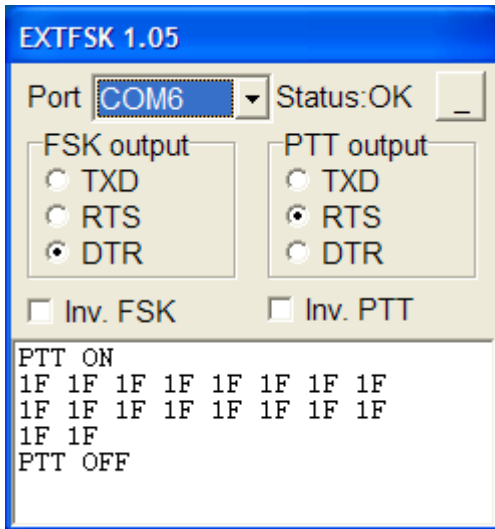 EXTFSK 1.05
Port COM6 Status:OK _
FSK output PTT output
TXD TXD
RTS RTS
DTR DTR
Inv. FSK Inv. PTT
PTT ON
1F 1F 1F 1F 1F 1F 1F 1F
1F 1F 1F 1F 1F 1F 1F 1F
1F 1F
PTT OFF